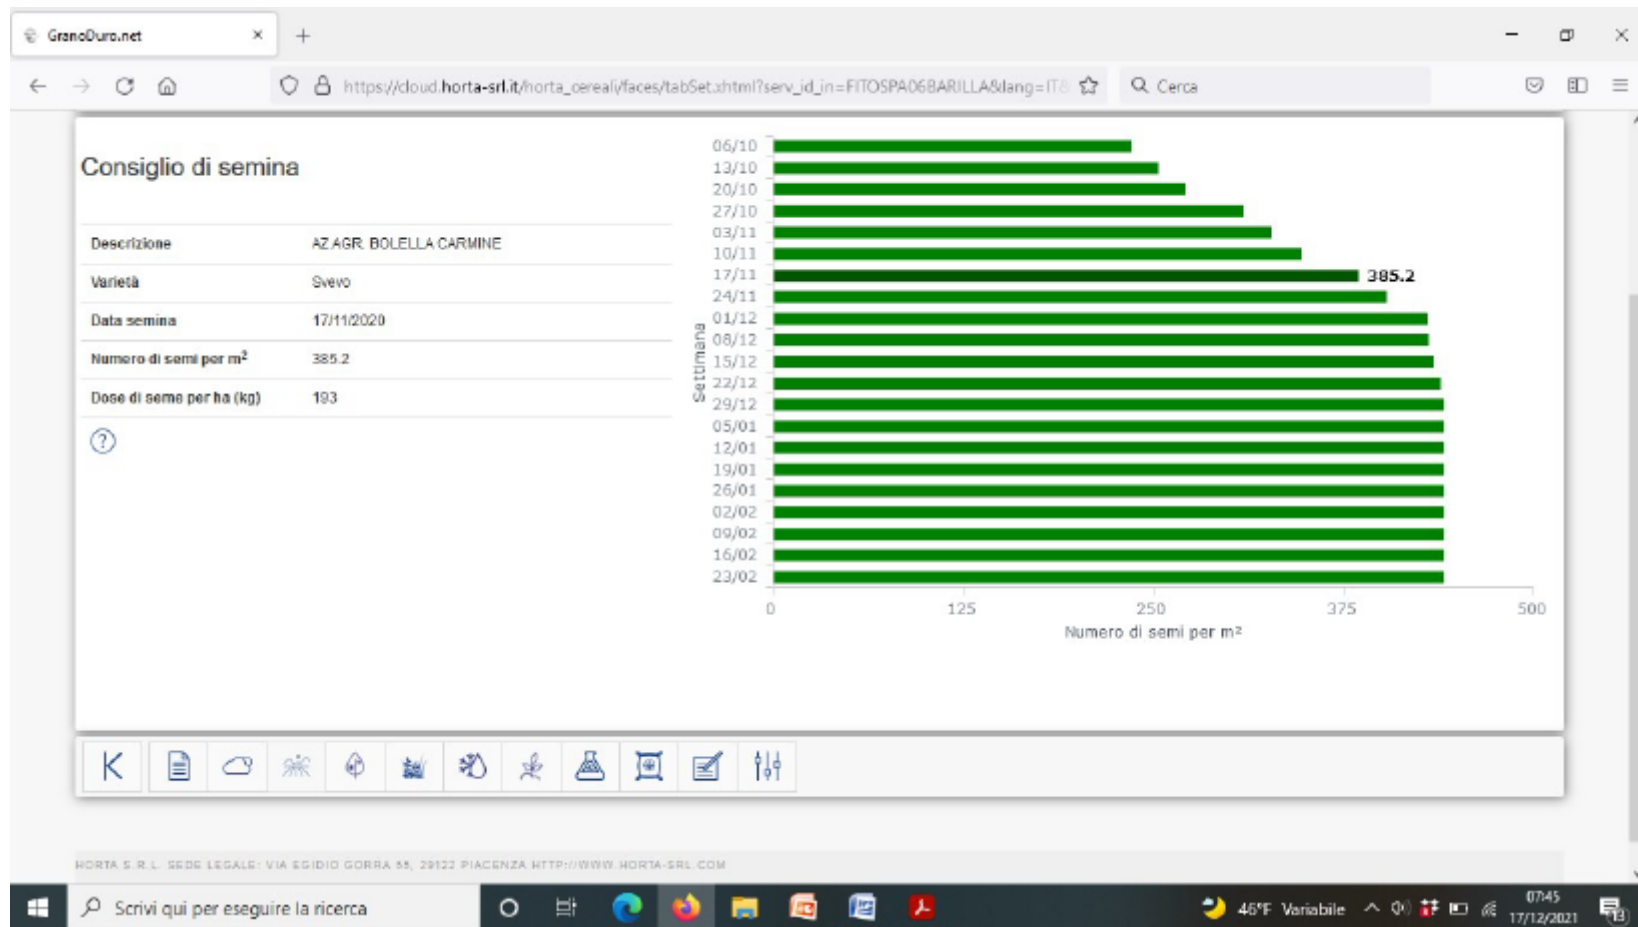 GranoDuro.net
https://cloud.horta-srl.it/horta_cereali/faces/tabSet.xhtml?serv_id_in=FITOSPA06BARILLA&lang=IT&
Cerca
Consiglio di semina
Descrizione AZ.AGR. BOLELLA CARMINE
Varietà Svevo
Data semina 17/11/2020
Numero di semi per m² 385.2
Dose di seme per ha (kg) 193
?
Settimana
06/10
13/10
20/10
27/10
03/11
10/11
17/11 385.2
24/11
01/12
08/12
15/12
22/12
29/12
05/01
12/01
19/01
26/01
02/02
09/02
16/02
23/02
0 125 250 375 500
Numero di semi per m²
HORTA S.R.L. SEDE LEGALE: VIA EGIDIO GORRA 55, 29122 PIACENZA HTTP://WWW.HORTA-SRL.COM
Scrivi qui per eseguire la ricerca
46°F Variabile
07:45
17/12/2021
13